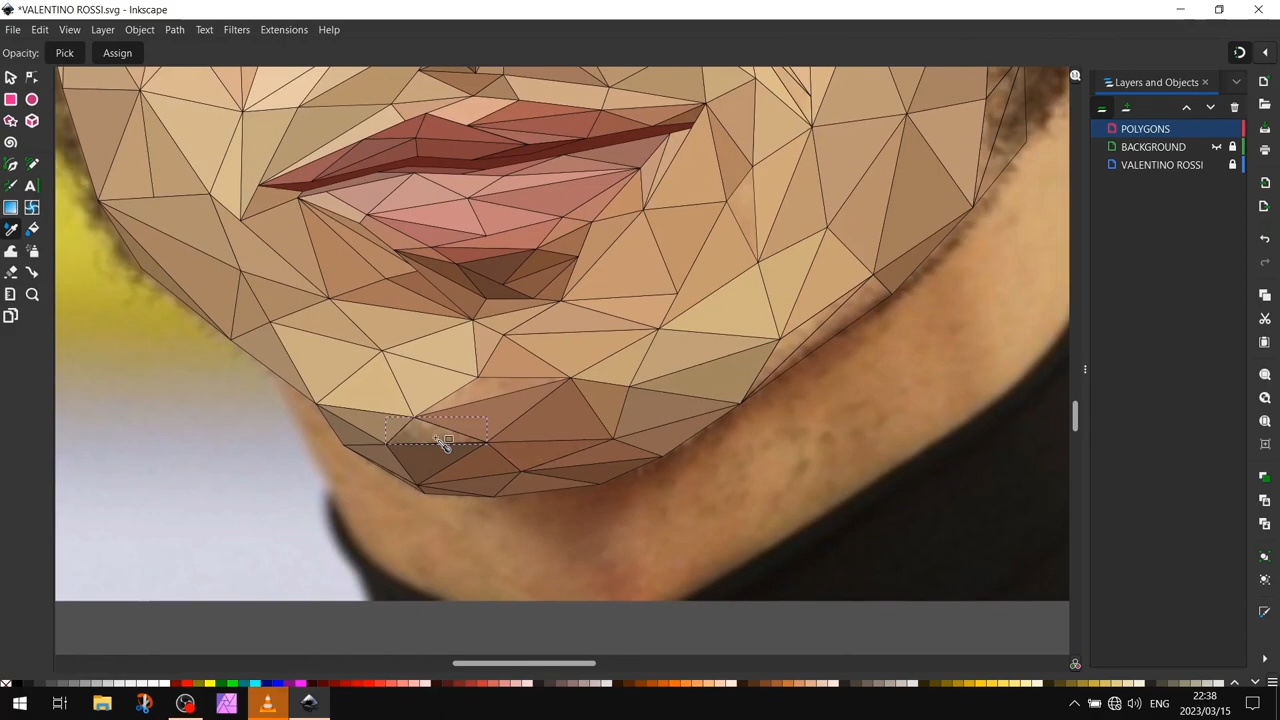 *VALENTINO ROSSI.svg - Inkscape
File Edit View Layer Object Path Text Filters Extensions Help
Opacity: Pick Assign
Layers and Objects
POLYGONS
BACKGROUND
VALENTINO ROSSI
ENG
22:38
2023/03/15